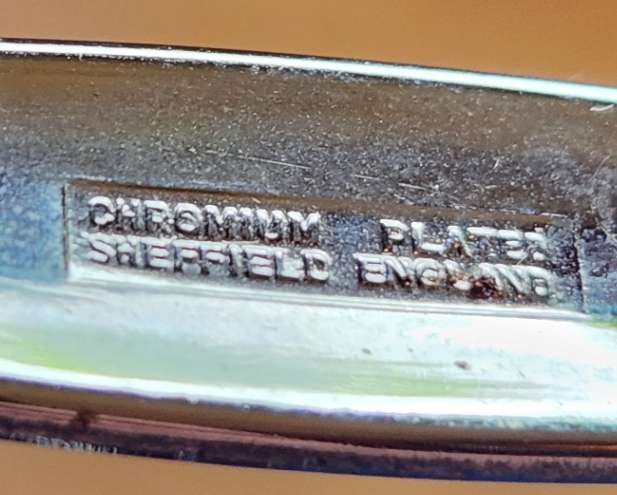 CHROMIUM PLATED
SHEFFIELD ENGLAND